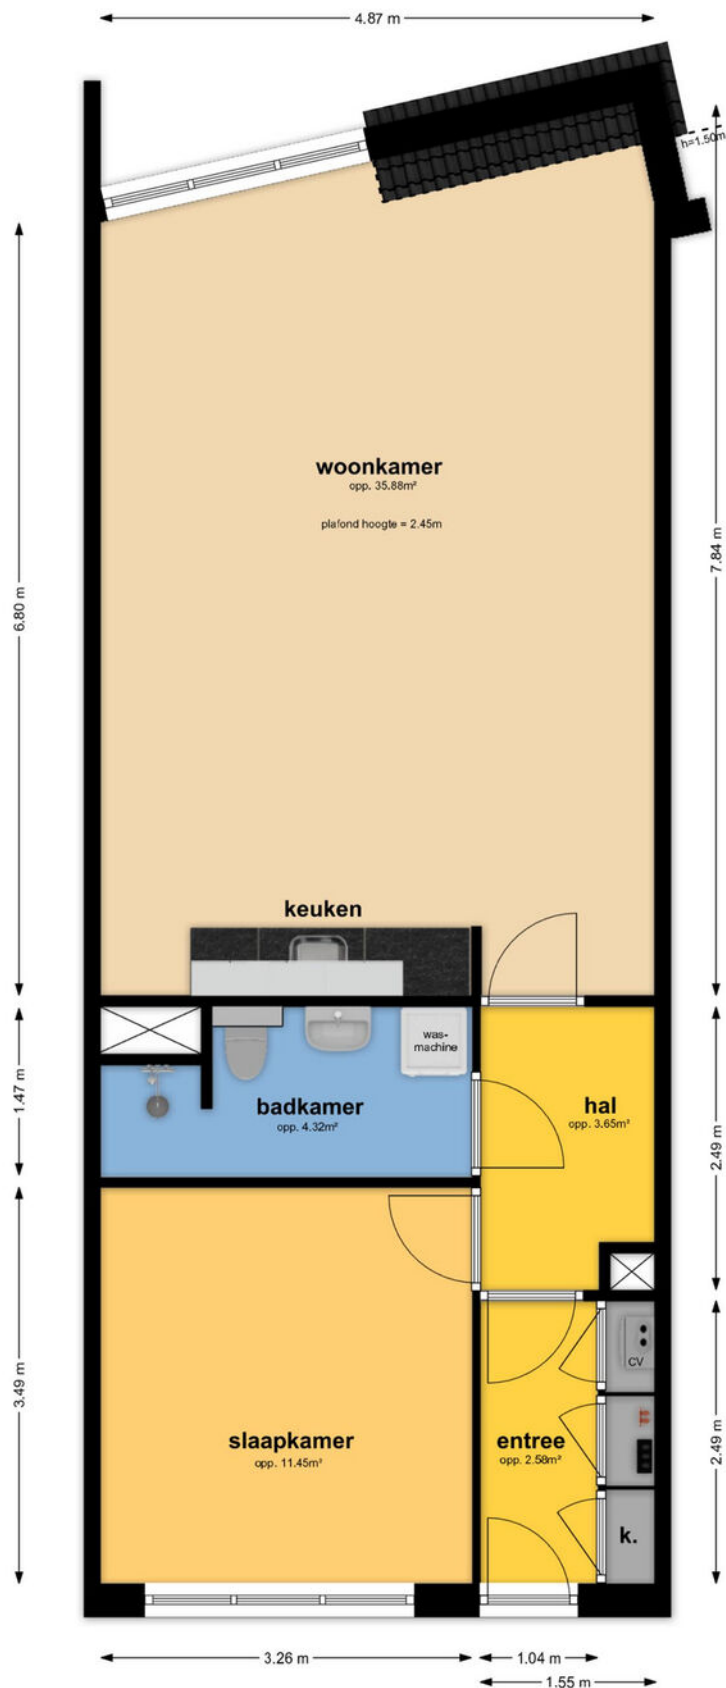 4.87 m
h=1.50m
woonkamer
opp. 35.88m²
plafond hoogte = 2.45m
6.80 m
7.84 m
keuken
was-
machine
badkamer
opp. 4.32m²
hal
opp. 3.65m²
1.47 m
2.49 m
CV
slaapkamer
opp. 11.45m²
entree
opp. 2.58m²
k.
3.49 m
2.49 m
3.26 m
1.04 m
1.55 m